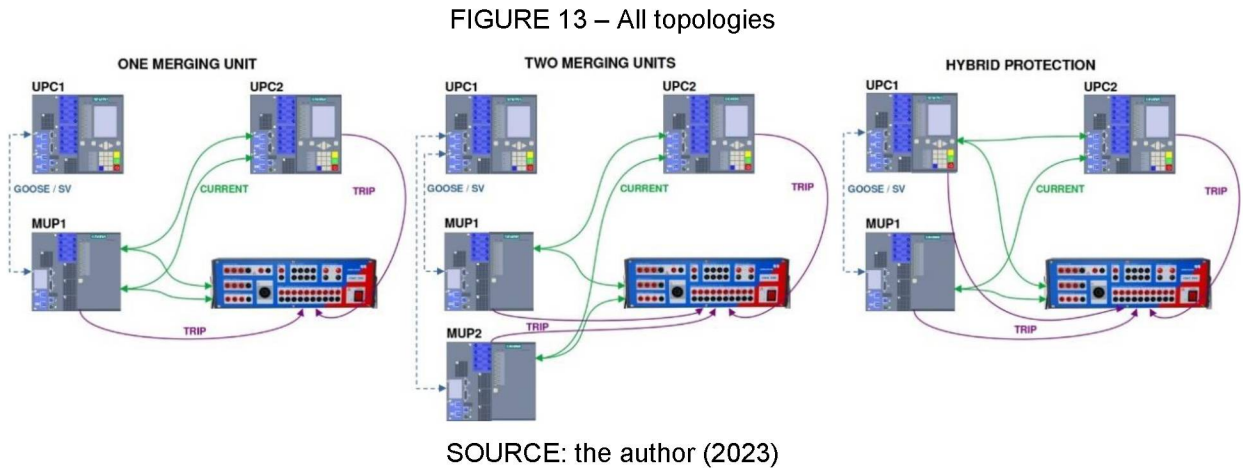 FIGURE 13 – All topologies
ONE MERGING UNIT
UPC1
UPC2
GOOSE / SV
CURRENT
TRIP
MUP1
TRIP
TWO MERGING UNITS
UPC1
UPC2
GOOSE / SV
CURRENT
TRIP
MUP1
TRIP
MUP2
HYBRID PROTECTION
UPC1
UPC2
GOOSE / SV
CURRENT
TRIP
MUP1
TRIP
SOURCE: the author (2023)